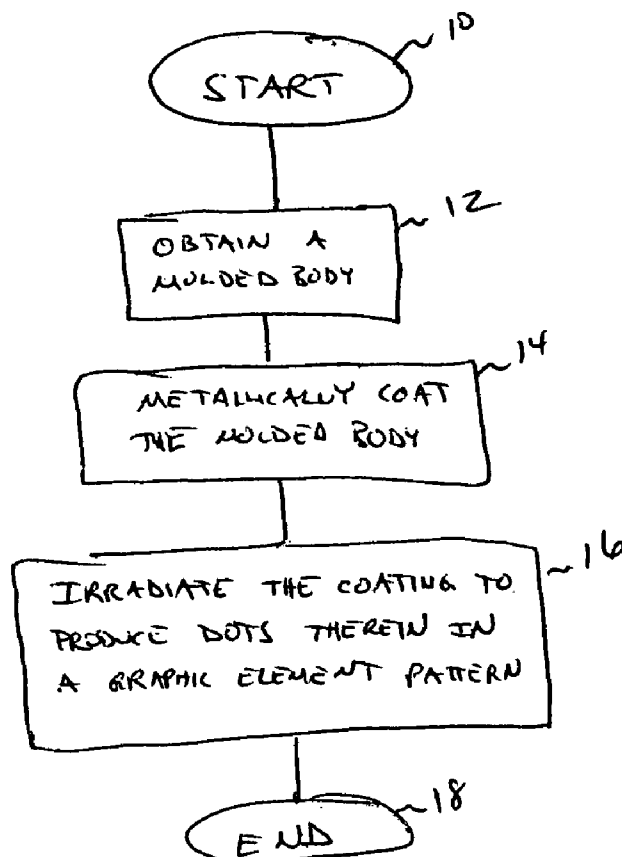 10
START
12
OBTAIN A
MOLDED BODY
14
METALLICALLY COAT
THE MOLDED BODY
16
IRRADIATE THE COATING TO
PRODUCE DOTS THEREIN IN
A GRAPHIC ELEMENT PATTERN
18
END